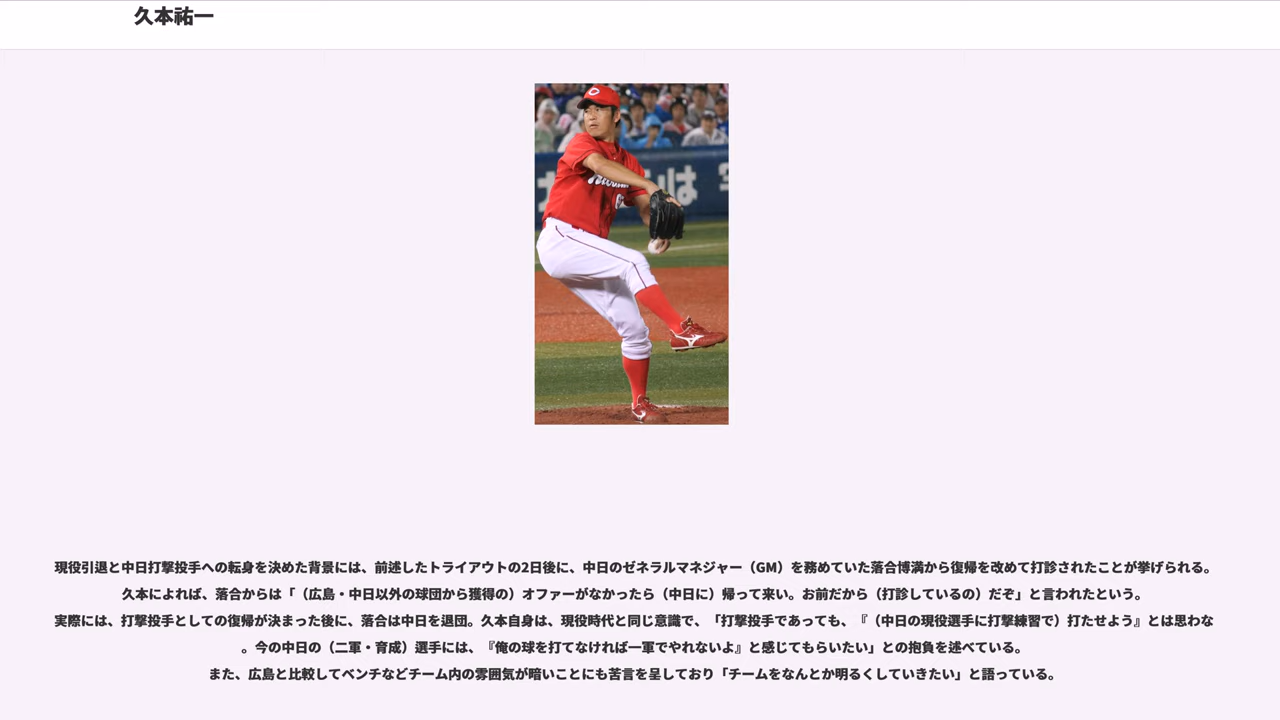 久本祐一
現役引退と中日打撃投手への転身を決めた背景には、前述したトライアウトの2日後に、中日のゼネラルマネジャー（GM）を務めていた落合博満から復帰を改めて打診されたことが挙げられる。
久本によれば、落合からは「（広島・中日以外の球団から獲得の）オファーがなかったら（中日に）帰って来い。お前だから（打診しているの）だぞ」と言われたという。
実際には、打撃投手としての復帰が決まった後に、落合は中日を退団。久本自身は、現役時代と同じ意識で、「打撃投手であっても、『（中日の現役選手に打撃練習で）打たせよう』とは思わな
。今の中日の（二軍・育成）選手には、『俺の球を打てなければ一軍でやれないよ』と感じてもらいたい」との抱負を述べている。
また、広島と比較してベンチなどチーム内の雰囲気が暗いことにも苦言を呈しており「チームをなんとか明るくしていきたい」と語っている。